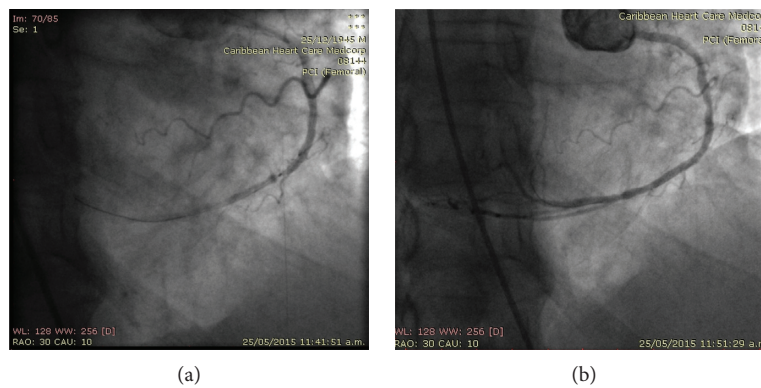 Im: 70/85
Se: 1
***
***
25/12/1945 M
Caribbean Heart Care Medcorp
08144
PCI (Femoral)
WL: 128 WW: 256 [D]
RAO: 30 CAU: 10
25/05/2015 11:41:51 a.m.
(a)
Caribbean Heart Care Medco
0814
PCI (Femora
WL: 128 WW: 256 [D]
RAO: 30 CAU: 10
25/05/2015 11:51:29 a.
(b)